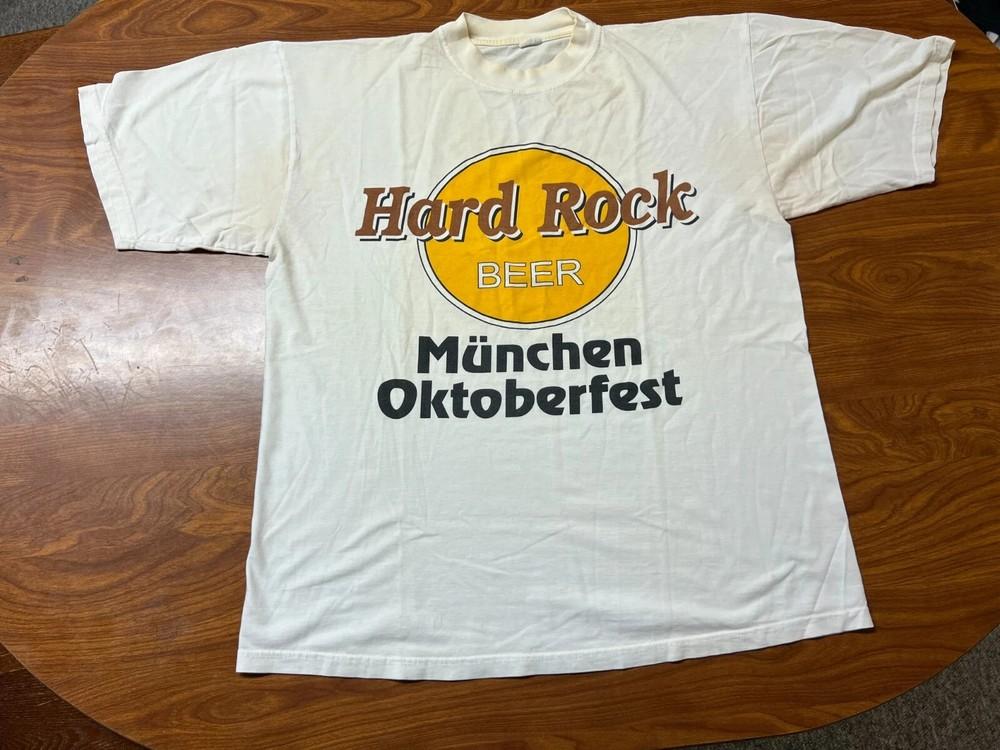 Hard Rock
BEER
München
Oktoberfest